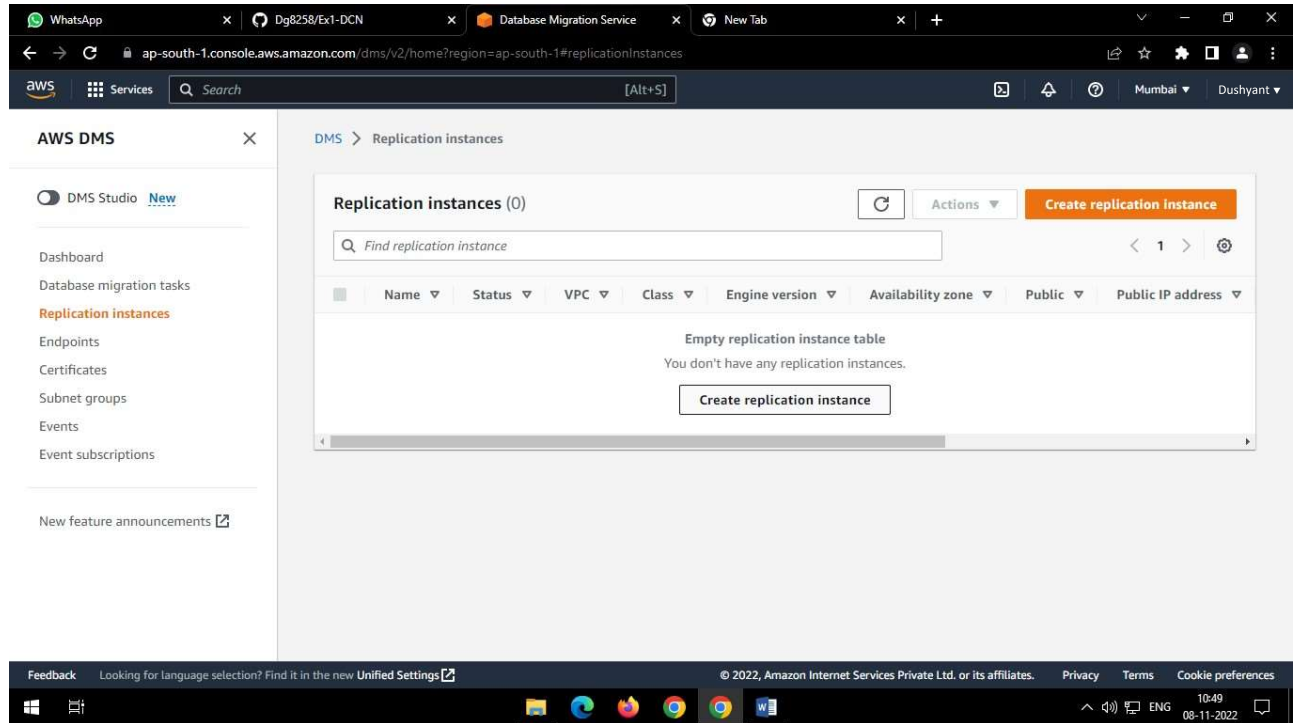 WhatsApp Dg8258/Ex1-DCN Database Migration Service New Tab
ap-south-1.console.aws.amazon.com/dms/v2/home?region=ap-south-1#replicationInstances
aws Services Search [Alt+S] Mumbai Dushyant
AWS DMS
DMS > Replication instances
DMS Studio New
Replication instances (0) Actions Create replication instance
Find replication instance
1
Dashboard
Database migration tasks
Replication instances
Endpoints
Certificates
Subnet groups
Events
Event subscriptions
New feature announcements
Name Status VPC Class Engine version Availability zone Public Public IP address
Empty replication instance table
You don't have any replication instances.
Create replication instance
Feedback Looking for language selection? Find it in the new Unified Settings © 2022, Amazon Internet Services Private Ltd. or its affiliates. Privacy Terms Cookie preferences
ENG 10:49
08-11-2022